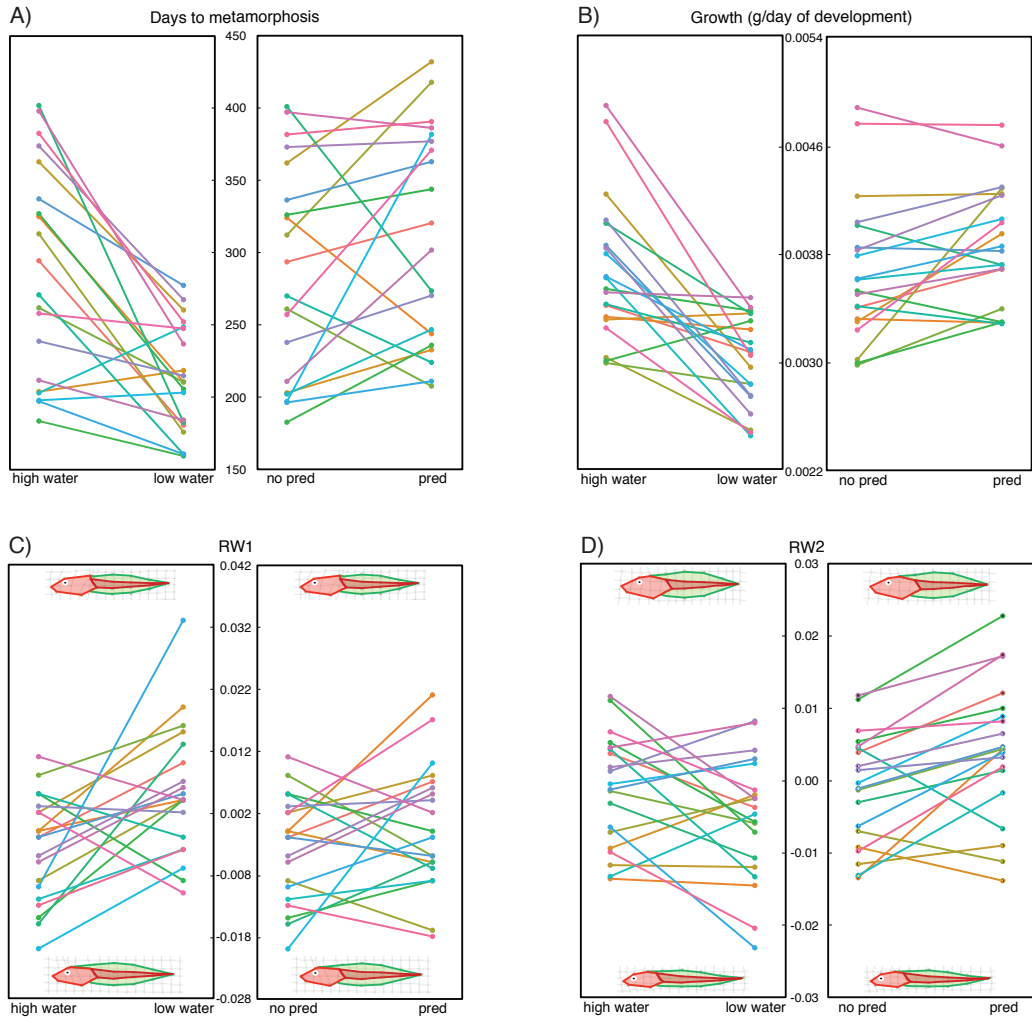 A)
Days to metamorphosis
450
400
350
300
250
200
150
high water
low water
no pred
pred
B)
Growth (g/day of development)
0.0054
0.0046
0.0038
0.0030
0.0022
high water
low water
no pred
pred
C)
RW1
0.042
0.032
0.022
0.012
0.002
-0.008
-0.018
-0.028
high water
low water
no pred
pred
D)
RW2
0.03
0.02
0.01
0.00
-0.01
-0.02
-0.03
high water
low water
no pred
pred